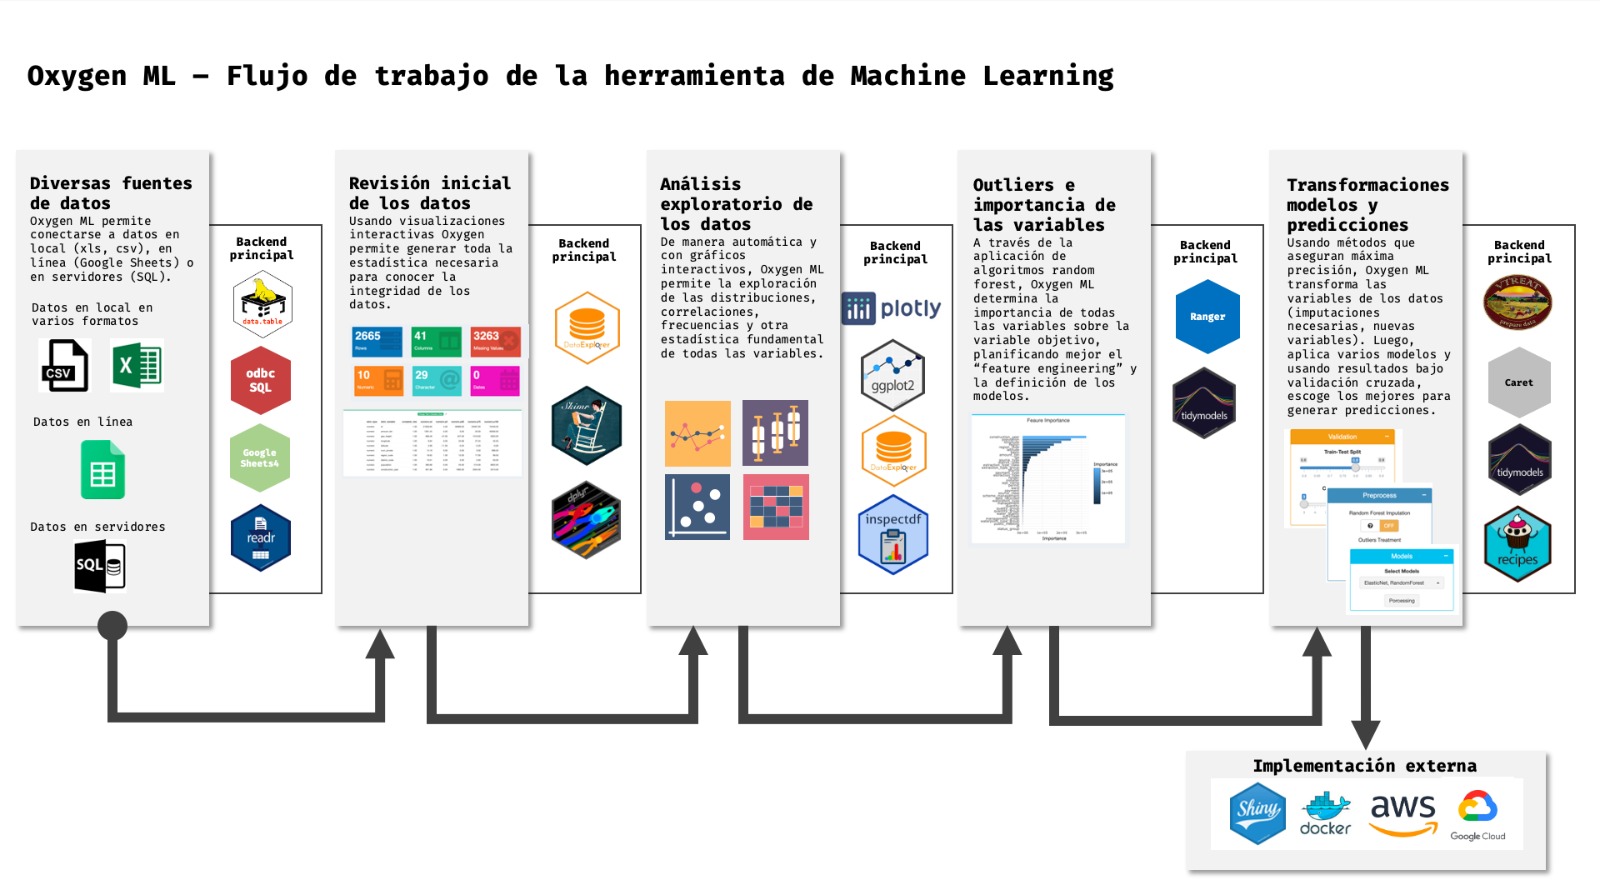 Oxygen ML – Flujo de trabajo de la herramienta de Machine Learning
Diversas fuentes
de datos
Oxygen ML permite
conectarse a datos en
local (xls, csv), en
línea (Google Sheets) o
en servidores (SQL).
Datos en local en
varios formatos
CSV
X
Datos en línea
Datos en servidores
SQL
Backend
principal
data.table
odbc
SQL
Google
Sheets4
readr
Revisión inicial
de los datos
Usando visualizaciones
interactivas Oxygen
permite generar toda la
estadística necesaria
para conocer la
integridad de los
datos.
2665
Rows
41
Columns
3263
Missing Values
10
Numeric
29
Character
0
Dates
Backend
principal
DataExplorer
Skimr
dplyr
Análisis
exploratorio de
los datos
De manera automática y
con gráficos
interactivos, Oxygen ML
permite la exploración
de las distribuciones,
correlaciones,
frecuencias y otra
estadística fundamental
de todas las variables.
Backend
principal
plotly
ggplot2
DataExplorer
inspectdf
Outliers e
importancia de
las variables
A través de la
aplicación de
algoritmos random
forest, Oxygen ML
determina la
importancia de todas
las variables sobre la
variable objetivo,
planificando mejor el
“feature engineering” y
la definición de los
modelos.
Feature Importance
Importance
Importance
Backend
principal
Ranger
tidymodels
Transformaciones
modelos y
predicciones
Usando métodos que
aseguran máxima
precisión, Oxygen ML
transforma las
variables de los datos
(imputaciones
necesarias, nuevas
variables). Luego,
aplica varios modelos y
usando resultados bajo
validación cruzada,
escoge los mejores para
generar predicciones.
Validation
Train-Test Split
Preprocess
Random Forest Imputation
OFF
Outliers Treatment
Models
Select Models
ElasticNet, RandomForest
Porcessing
Backend
principal
VTREAT
prepare data
Caret
tidymodels
recipes
Implementación externa
Shiny
docker
aws
Google Cloud